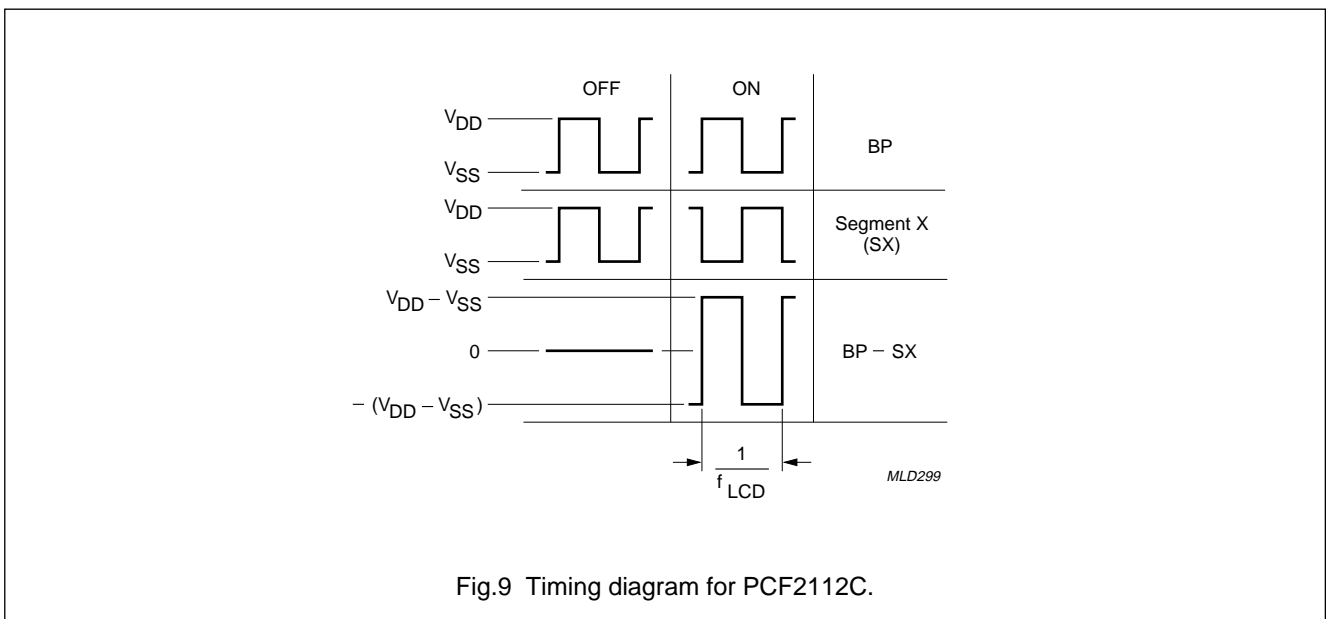 OFF ON
VDD
VSS
BP
VDD
VSS
Segment X
(SX)
VDD – VSS
0
– (VDD – VSS)
BP – SX
1
fLCD
MLD299
Fig.9 Timing diagram for PCF2112C.